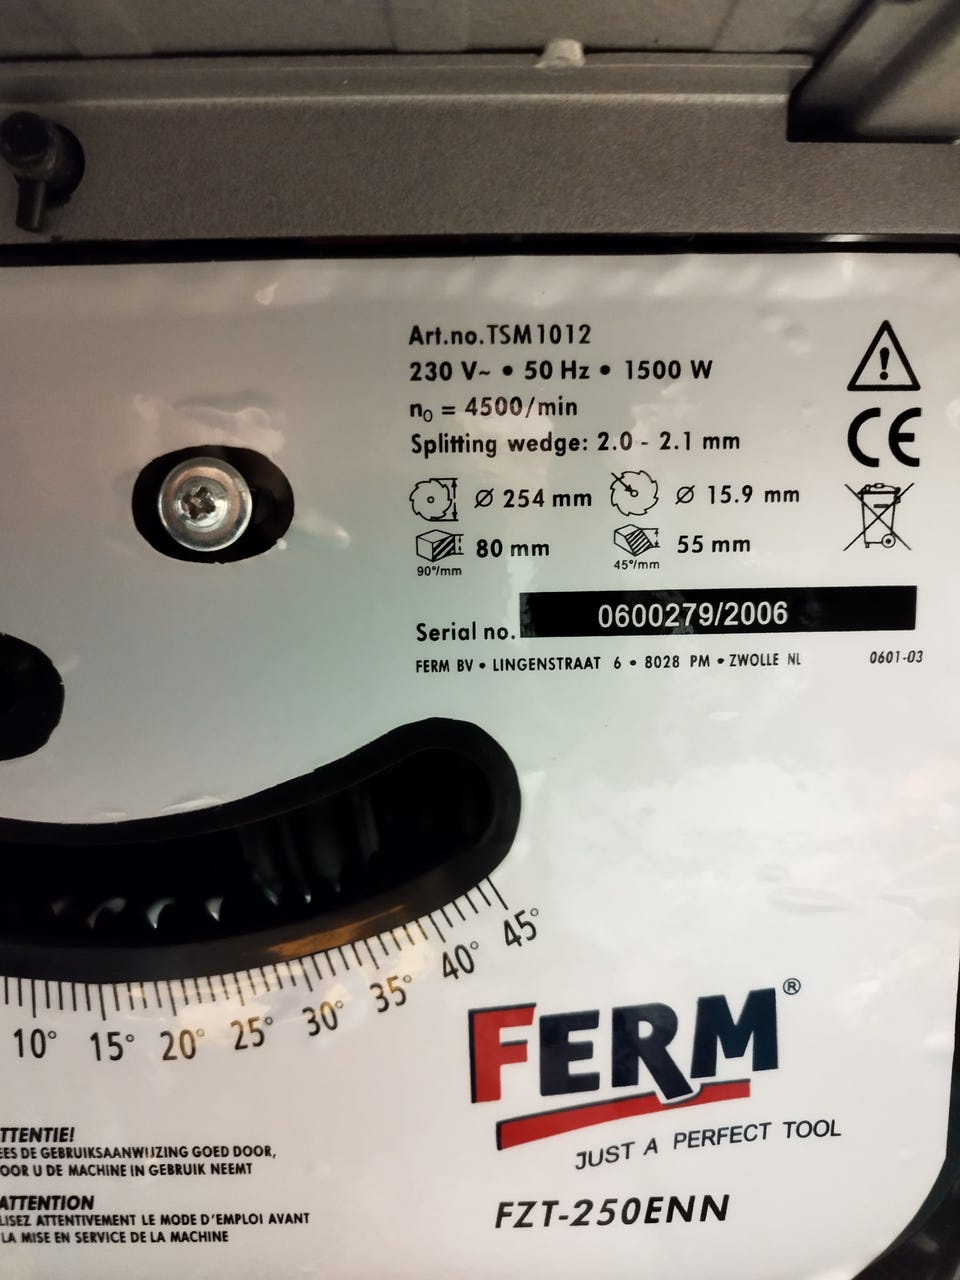 Art.no.TSM1012
230 V~ • 50 Hz • 1500 W
n₀ = 4500/min
Splitting wedge: 2.0 - 2.1 mm
Ø 254 mm Ø 15.9 mm
80 mm 55 mm
90°/mm 45°/mm
CE
Serial no. 0600279/2006
FERM BV • LINGENSTRAAT 6 • 8028 PM • ZWOLLE NL 0601-03
10° 15° 20° 25° 30° 35° 40° 45°
FERM®
JUST A PERFECT TOOL
FZT-250ENN
TTENTIE!
EES DE GEBRUIKSAANWIJZING GOED DOOR,
OOR U DE MACHINE IN GEBRUIK NEEMT
ATTENTION
LISEZ ATTENTIVEMENT LE MODE D'EMPLOI AVANT
LA MISE EN SERVICE DE LA MACHINE